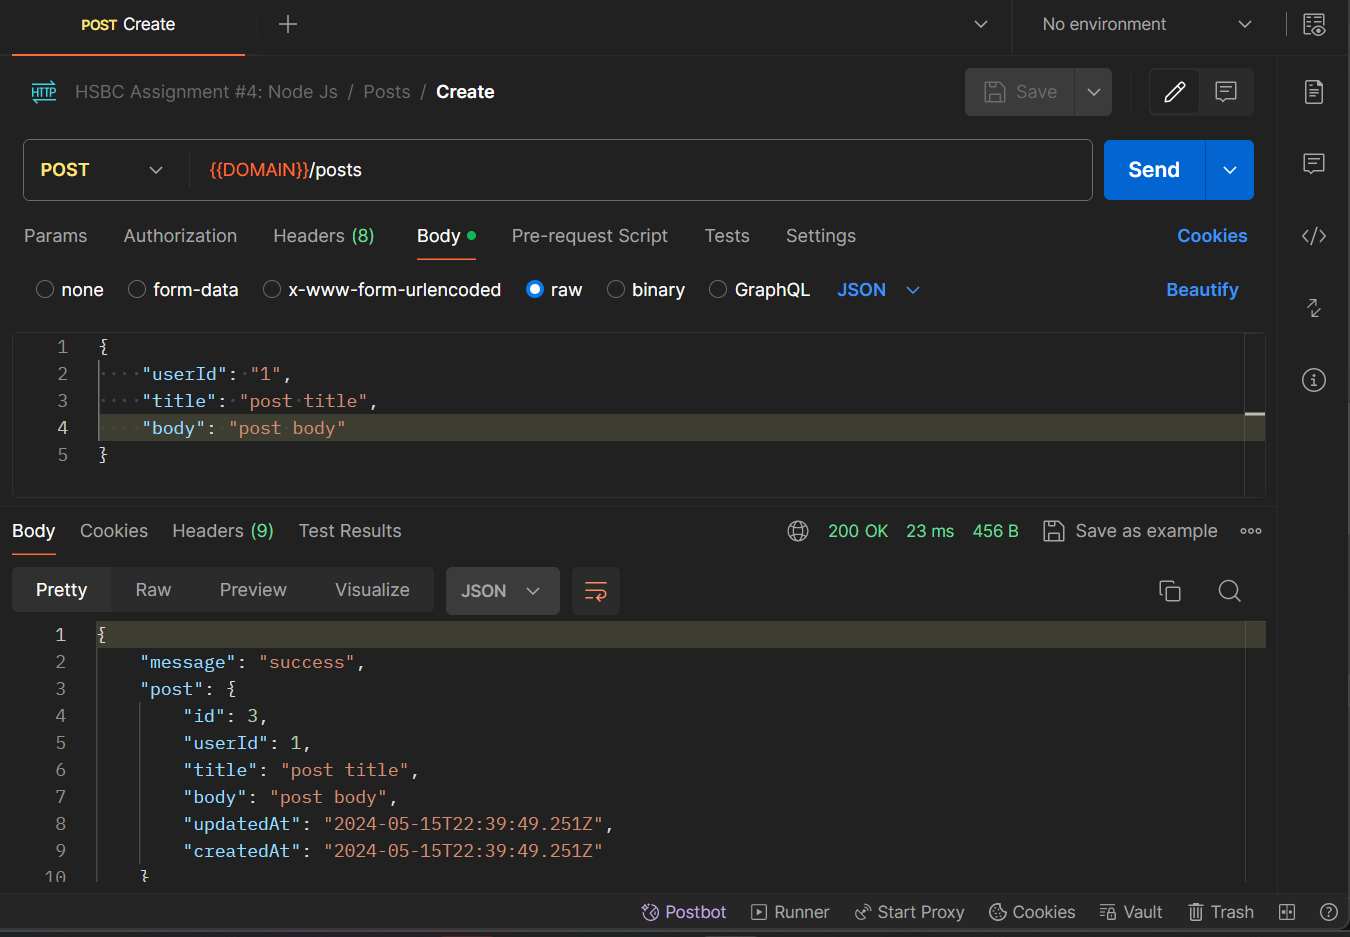 POST Create
No environment
HTTP HSBC Assignment #4: Node Js / Posts / Create
Save
POST {{DOMAIN}}/posts
Send
Params Authorization Headers (8) Body Pre-request Script Tests Settings Cookies
none form-data x-www-form-urlencoded raw binary GraphQL JSON Beautify
1 {
2 "userId": "1",
3 "title": "post title",
4 "body": "post body"
5 }
Body Cookies Headers (9) Test Results 200 OK 23 ms 456 B Save as example
Pretty Raw Preview Visualize JSON
1 {
2 "message": "success",
3 "post": {
4 "id": 3,
5 "userId": 1,
6 "title": "post title",
7 "body": "post body",
8 "updatedAt": "2024-05-15T22:39:49.251Z",
9 "createdAt": "2024-05-15T22:39:49.251Z"
10 }
Postbot Runner Start Proxy Cookies Vault Trash